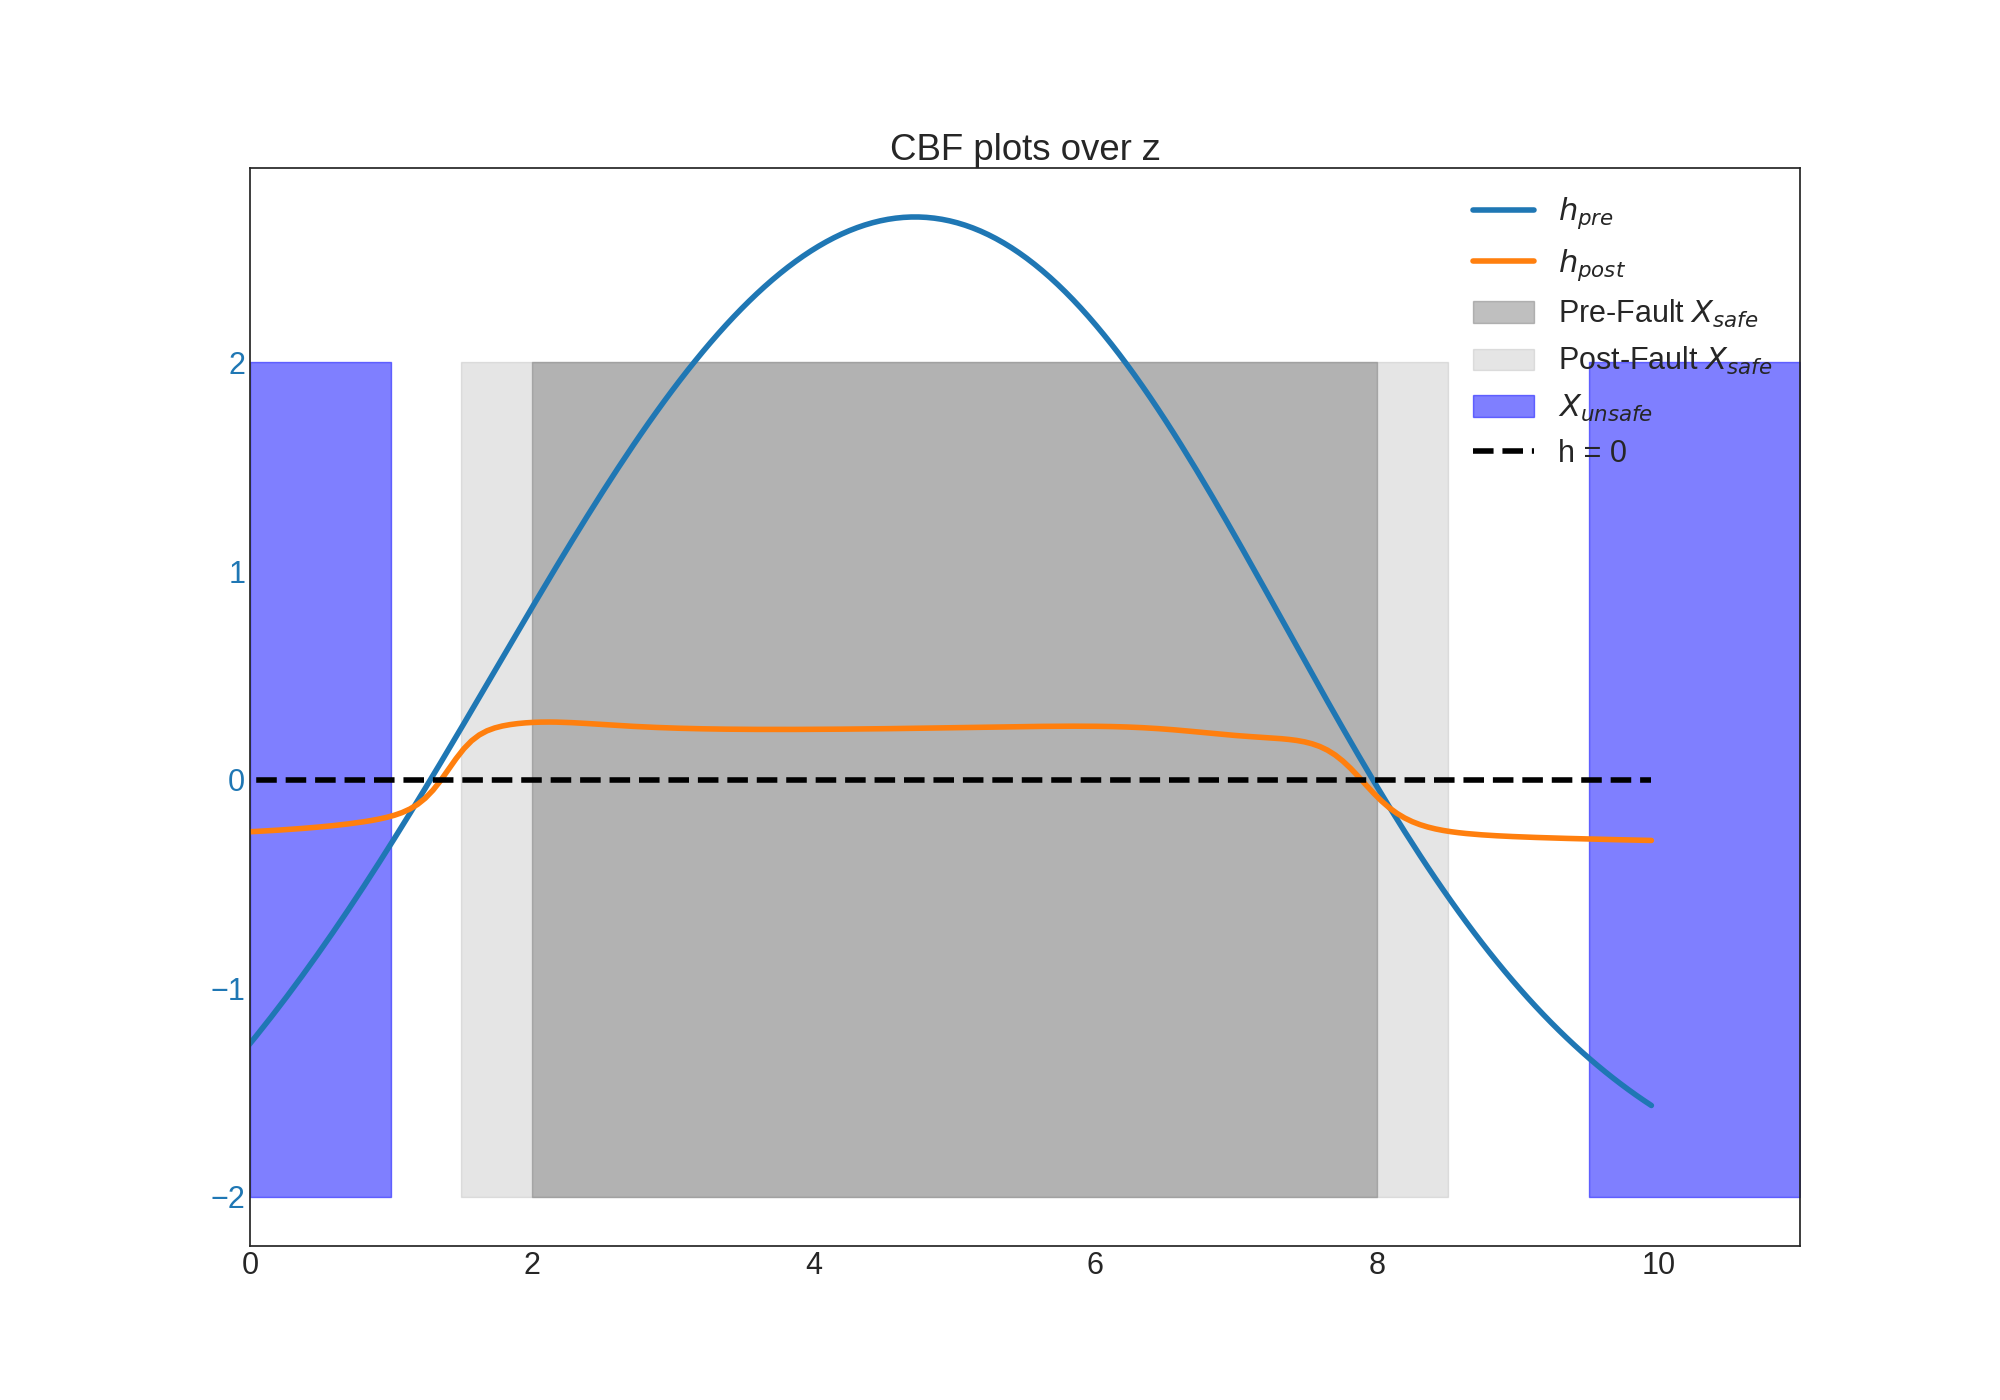 CBF plots over z
h_pre
h_post
Pre-Fault X_safe
Post-Fault X_safe
X_unsafe
h = 0
2
1
0
−1
−2
0 2 4 6 8 10